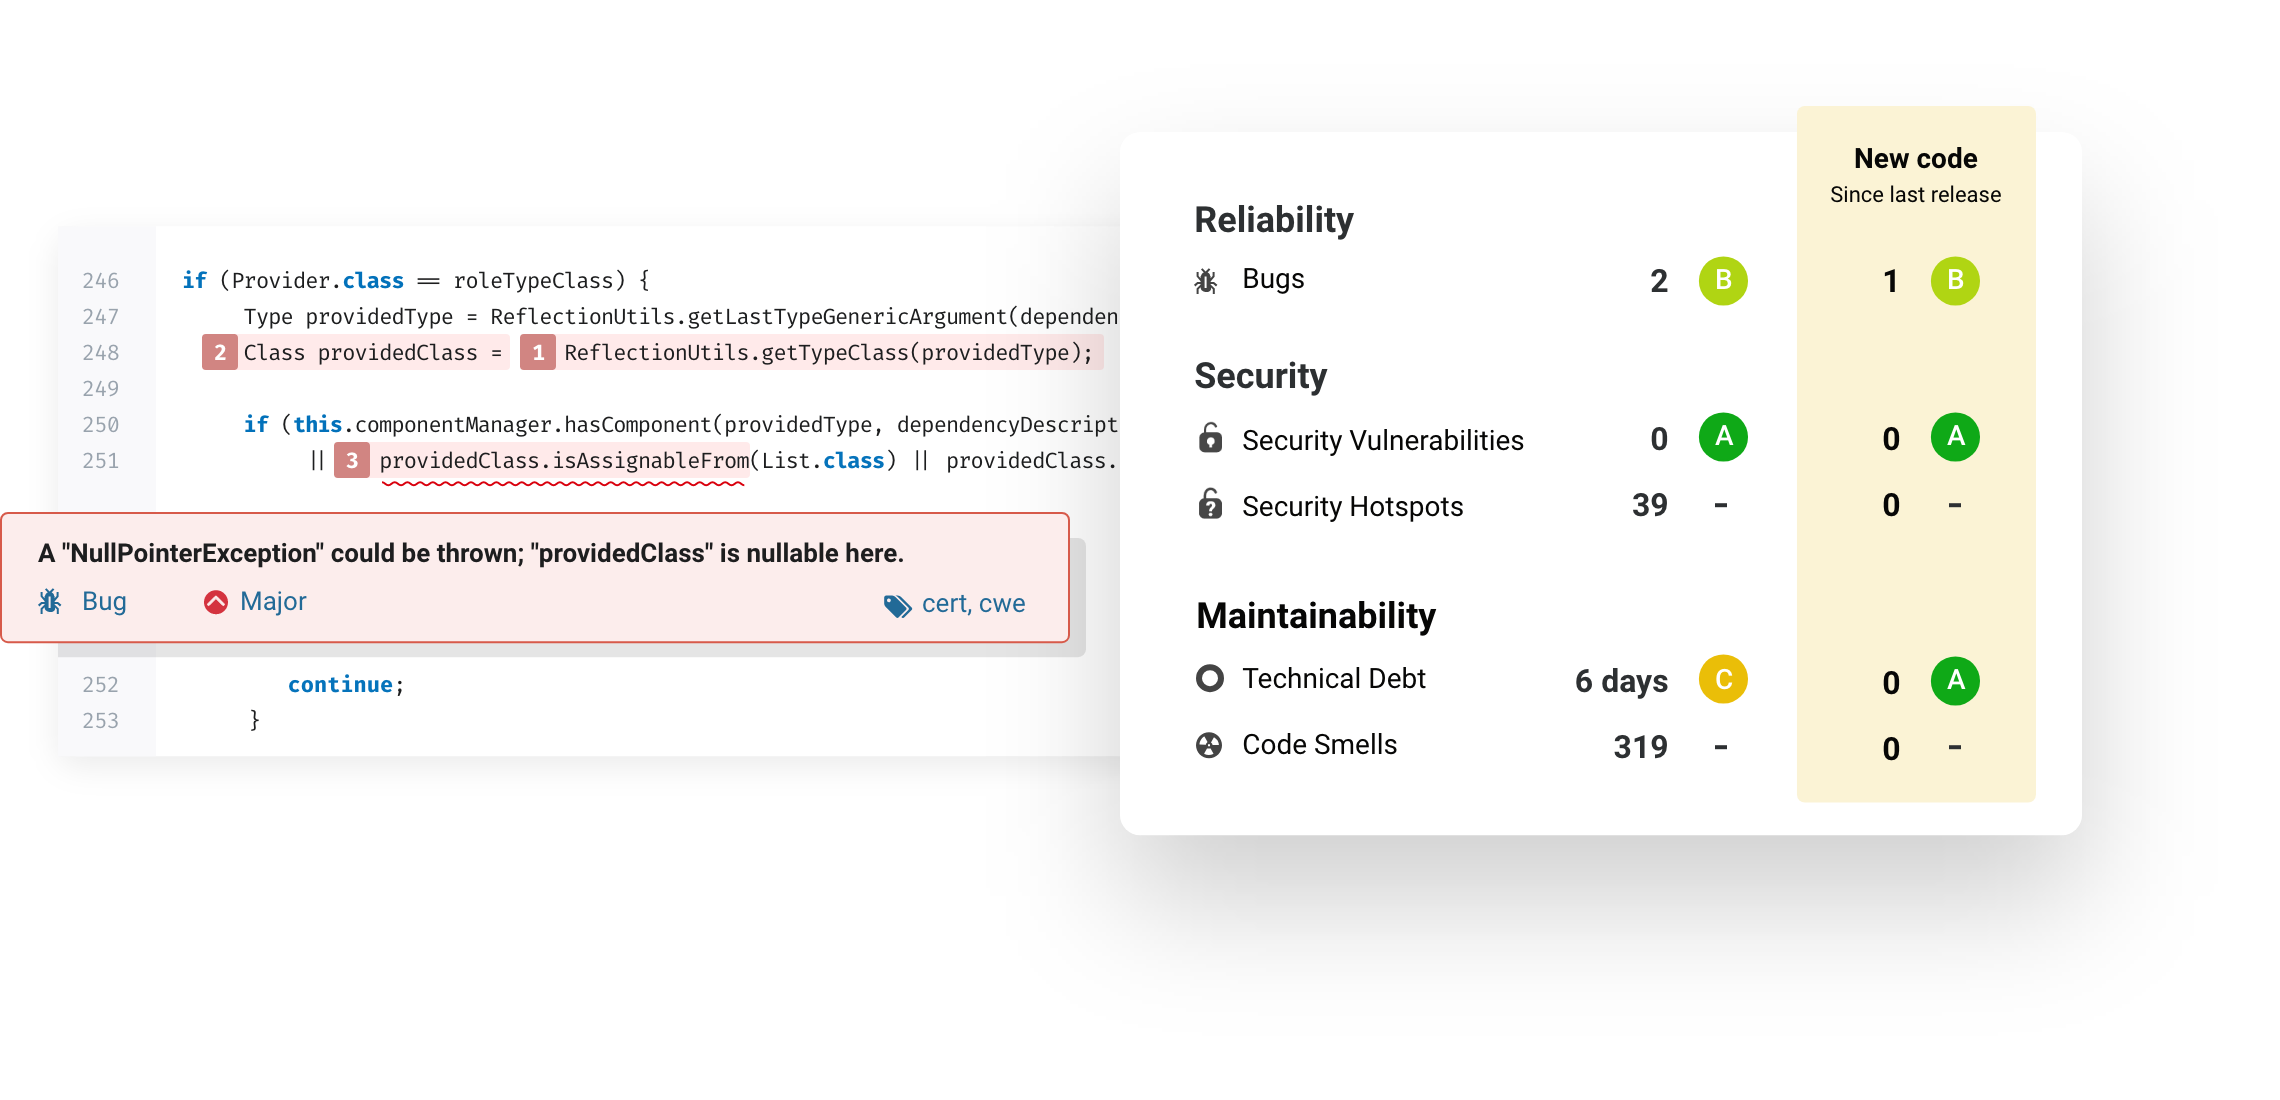 246 if (Provider.class == roleTypeClass) {
247 Type providedType = ReflectionUtils.getLastTypeGenericArgument(dependen
248 2 Class providedClass = 1 ReflectionUtils.getTypeClass(providedType);
249
250 if (this.componentManager.hasComponent(providedType, dependencyDescript
251 || 3 providedClass.isAssignableFrom(List.class) || providedClass.
A "NullPointerException" could be thrown; "providedClass" is nullable here.
Bug Major cert, cwe
252 continue;
253 }
New code
Since last release
Reliability
Bugs 2 B 1 B
Security
Security Vulnerabilities 0 A 0 A
Security Hotspots 39 - 0 -
Maintainability
Technical Debt 6 days C 0 A
Code Smells 319 - 0 -